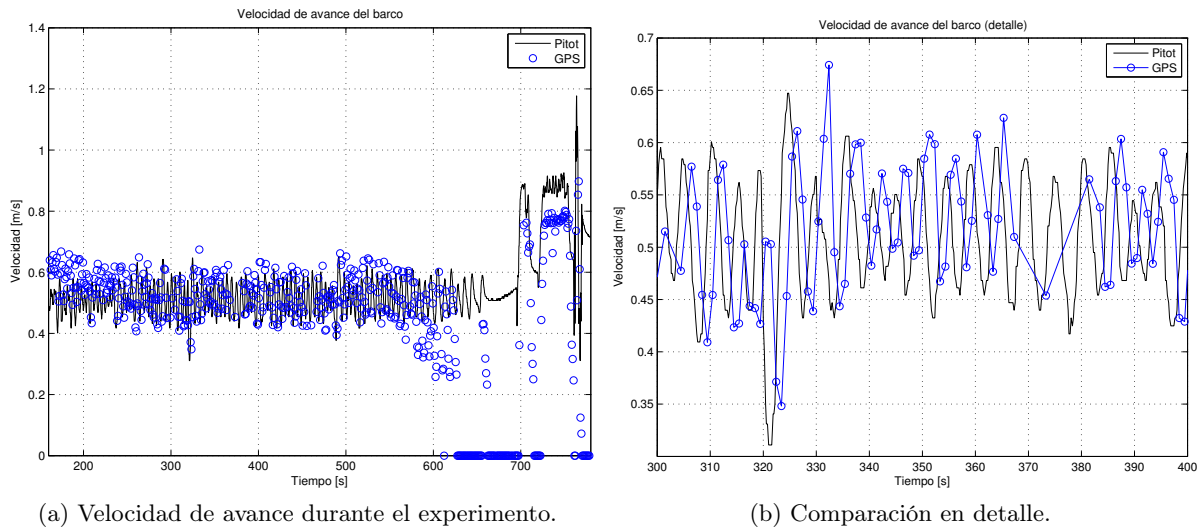 Velocidad de avance del barco
1.4
1.2
1
0.8
0.6
0.4
0.2
0
Velocidad [m/s]
200
300
400
500
600
700
Tiempo [s]
Pitot
GPS
(a) Velocidad de avance durante el experimento.
Velocidad de avance del barco (detalle)
0.7
0.65
0.6
0.55
0.5
0.45
0.4
0.35
Velocidad [m/s]
300
310
320
330
340
350
360
370
380
390
400
Tiempo [s]
Pitot
GPS
(b) Comparación en detalle.